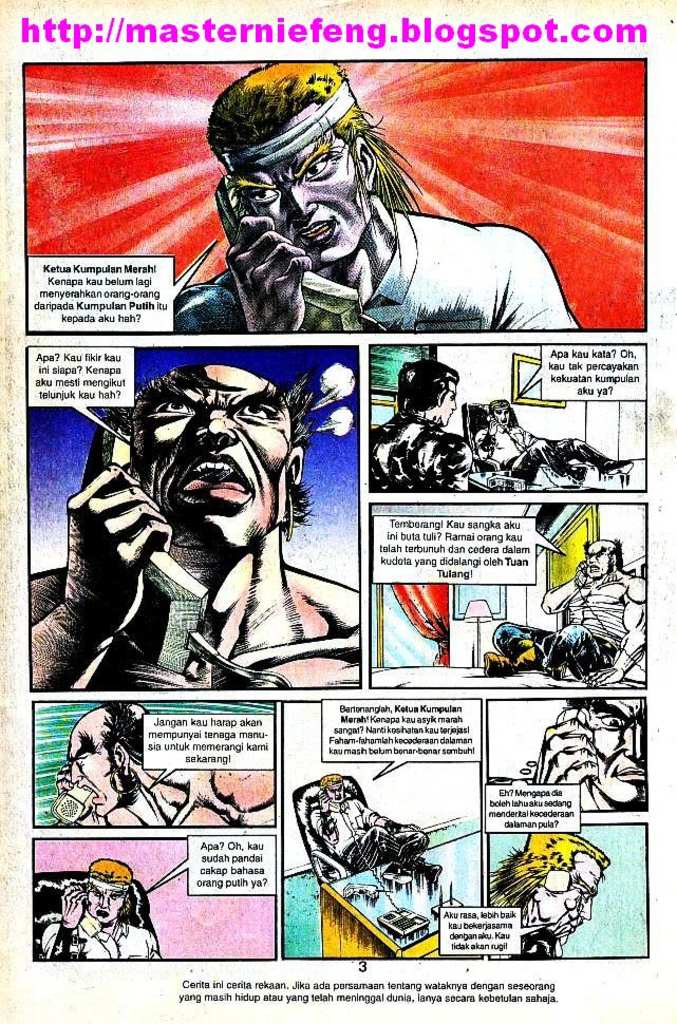 http://masterniefeng.blogspot.com
Ketua Kumpulan Merah!
Kenapa kau belum lagi
menyerahkan orang-orang
daripada Kumpulan Putih itu
kepada aku hah?
Apa? Kau fikir kau
ini siapa? Kenapa
aku mesti mengikut
telunjuk kau hah?
Apa kau kata? Oh,
kau tak percayakan
kekuatan kumpulan
aku ya?
Temberang! Kau sangka aku
ini buta tuli? Ramai orang kau
telah terbunuh dan cedera dalam
kudeta yang didalangi oleh Tuan
Tulang!
Jangan kau harap akan
mempunyai tenaga manu-
sia untuk memerangi kami
sekarang!
Bertenanglah, Ketua Kumpulan
Merah! Kenapa kau asyik marah
sangat? Nanti kesihatan kau terjejas!
Faham-fahamlah kecederaan dalaman
kau masih belum benar-benar sembuh!
Eh? Mengapa dia
boleh tahu aku sedang
menderita kecederaan
dalaman pula?
Apa? Oh, kau
sudah pandai
cakap bahasa
orang putih ya?
Aku rasa, lebih baik
kau bekerjasama
dengan aku. Kau
tidak akan rugi!
3
Cerita ini cerita rekaan. Jika ada persamaan tentang wataknya dengan seseorang
yang masih hidup atau yang telah meninggal dunia, ianya secara kebetulan sahaja.